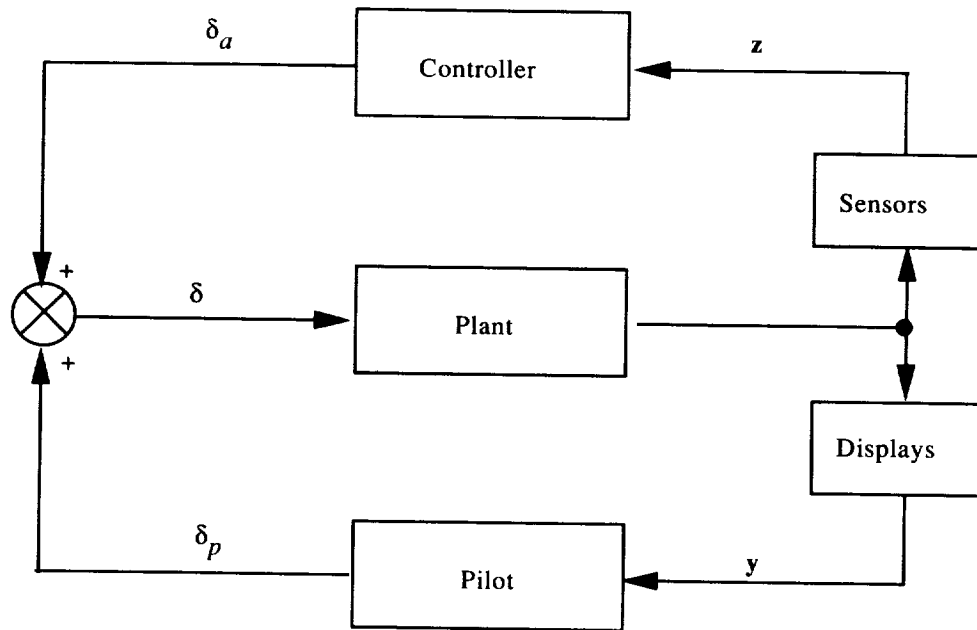 δa
Controller
z
Sensors
+
δ
Plant
+
Displays
δp
Pilot
y